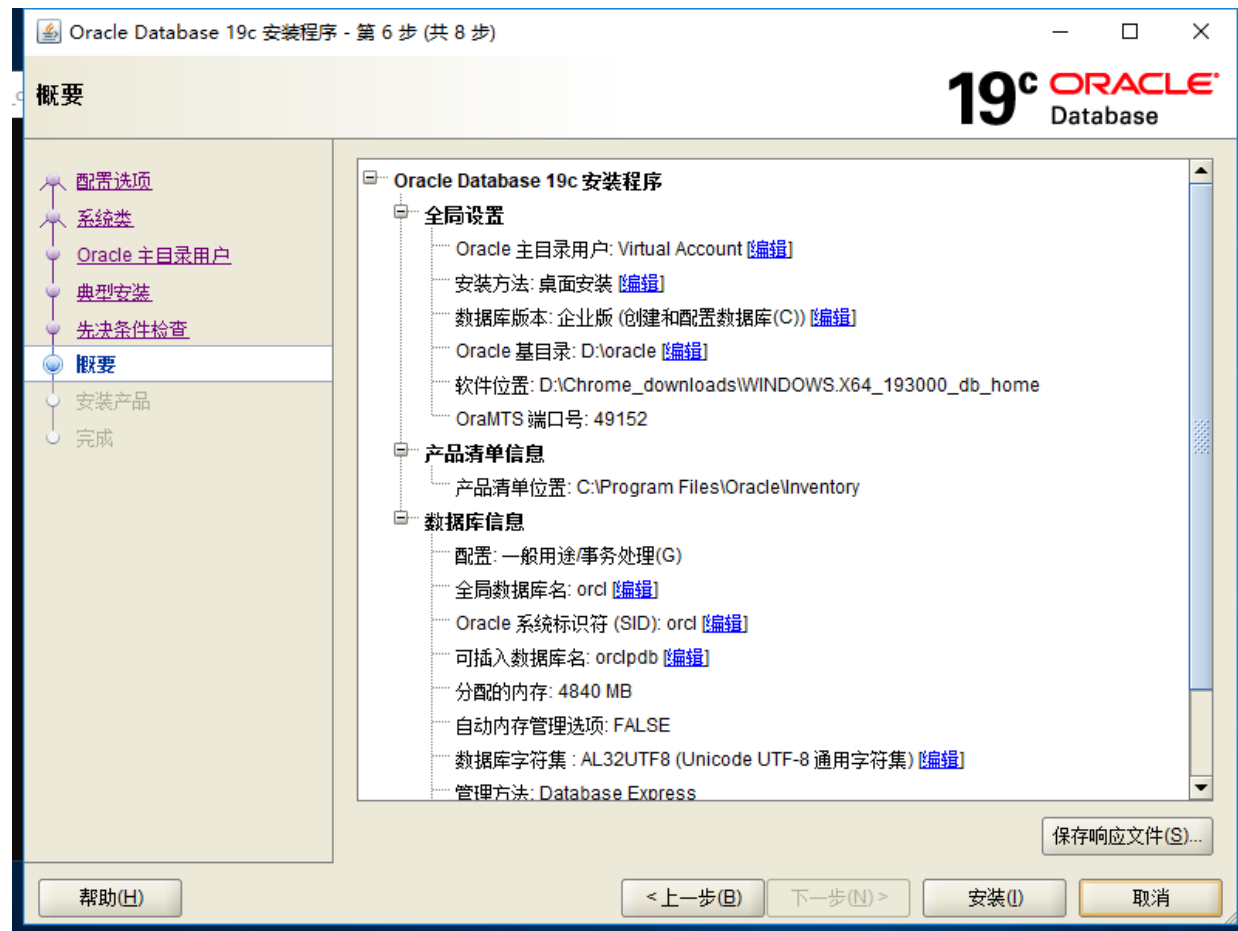 Oracle Database 19c 安装程序 - 第 6 步 (共 8 步)
概要
19c ORACLE
Database
配置选项
系统类
Oracle 主目录用户
典型安装
先决条件检查
概要
安装产品
完成
Oracle Database 19c 安装程序
全局设置
Oracle 主目录用户: Virtual Account [编辑]
安装方法: 桌面安装 [编辑]
数据库版本: 企业版 (创建和配置数据库(C)) [编辑]
Oracle 基目录: D:\oracle [编辑]
软件位置: D:\Chrome_downloads\WINDOWS.X64_193000_db_home
OraMTS 端口号: 49152
产品清单信息
产品清单位置: C:\Program Files\Oracle\Inventory
数据库信息
配置: 一般用途/事务处理(G)
全局数据库名: orcl [编辑]
Oracle 系统标识符 (SID): orcl [编辑]
可插入数据库名: orclpdb [编辑]
分配的内存: 4840 MB
自动内存管理选项: FALSE
数据库字符集 : AL32UTF8 (Unicode UTF-8 通用字符集) [编辑]
管理方法: Database Express
保存响应文件(S)...
帮助(H)
<上一步(B)
下一步(N)>
安装(I)
取消